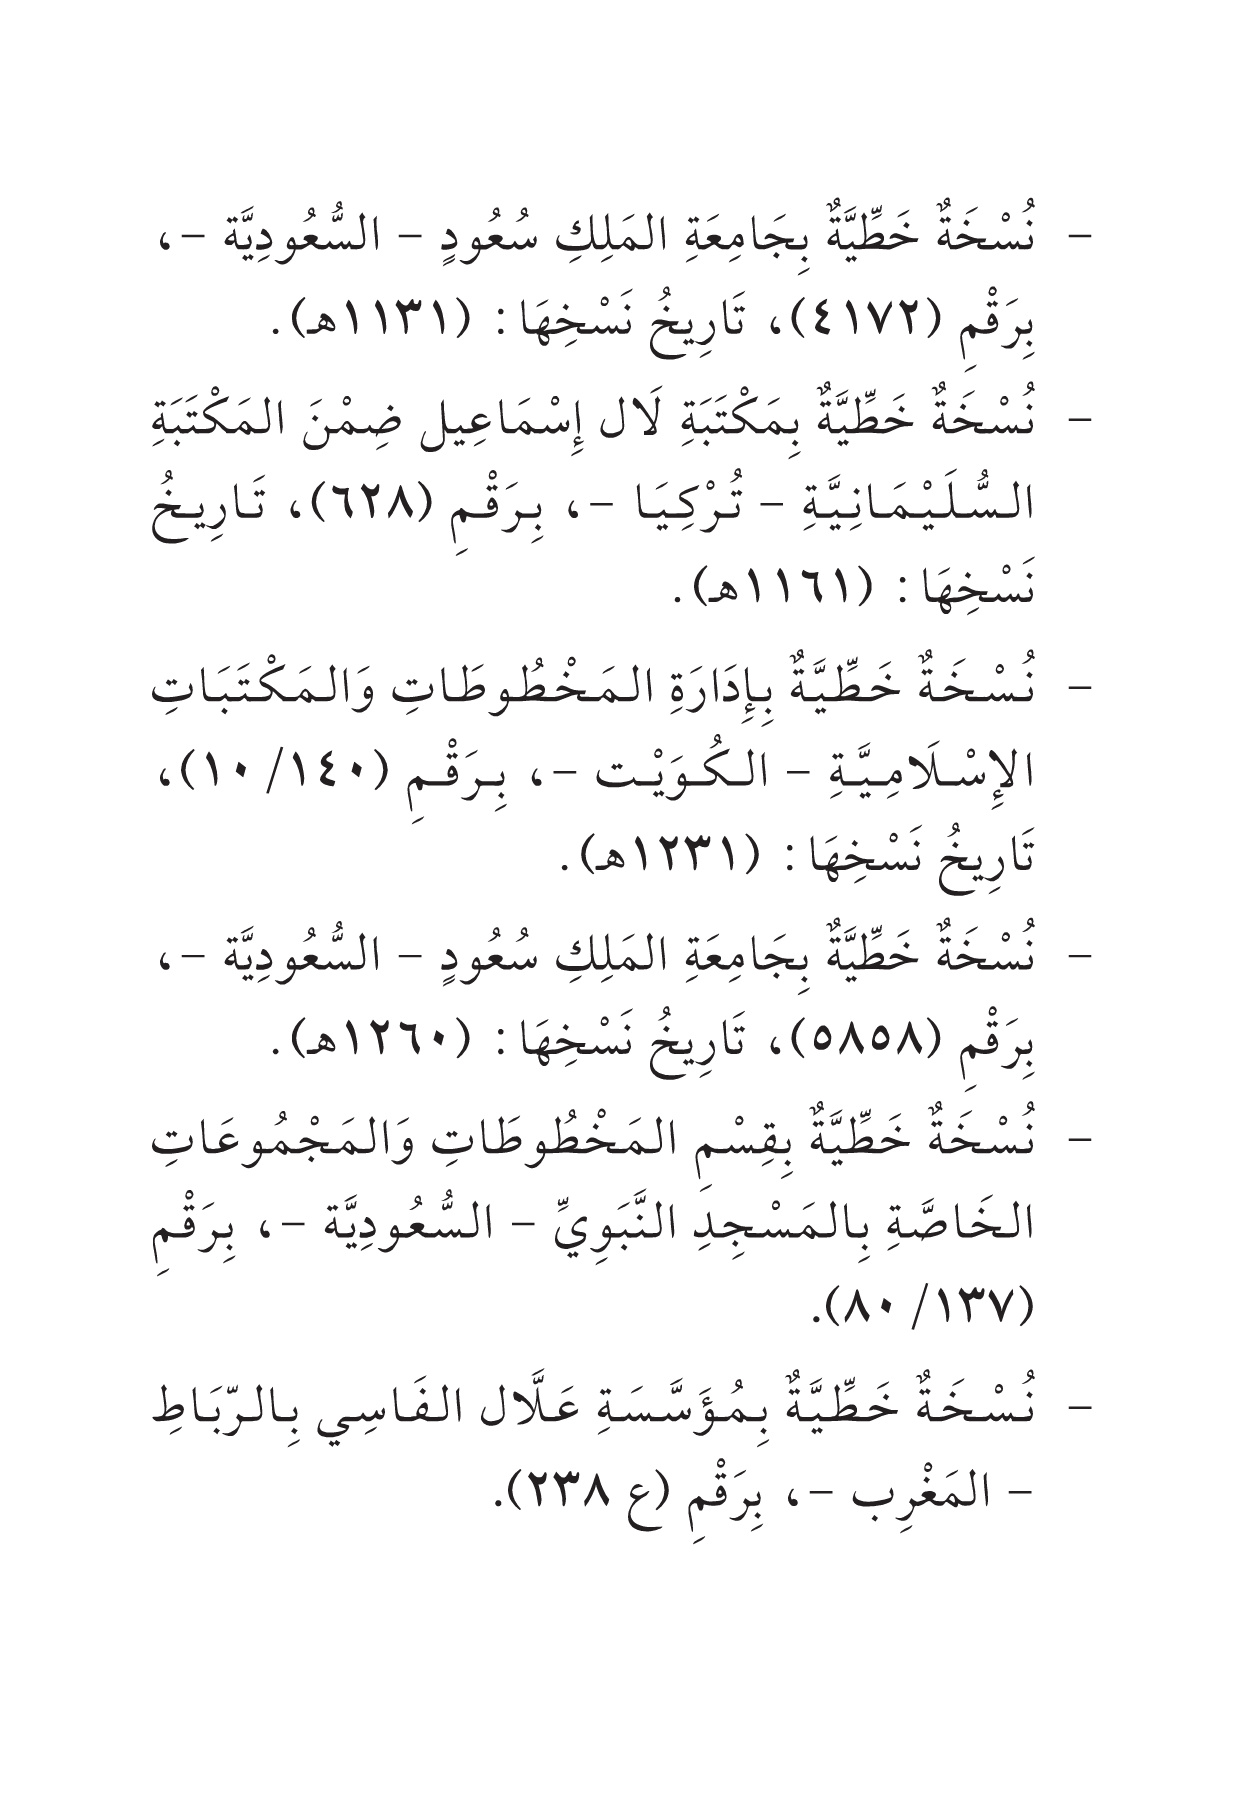 - نُسْخَةٌ خَطِّيَّةٌ بِجَامِعَةِ المَلِكِ سُعُودٍ - السُّعُودِيَّة -،
بِرَقْمِ (٤١٧٢)، تَارِيخُ نَسْخِهَا: (١١٣١هـ).
- نُسْخَةٌ خَطِّيَّةٌ بِمَكْتَبَةِ لَال إِسْمَاعِيل ضِمْنَ المَكْتَبَةِ
السُّلَيْمَانِيَّةِ - تُرْكِيَا -، بِرَقْمِ (٦٢٨)، تَارِيخُ
نَسْخِهَا: (١١٦١هـ).
- نُسْخَةٌ خَطِّيَّةٌ بِإِدَارَةِ المَخْطُوطَاتِ وَالمَكْتَبَاتِ
الإِسْلَامِيَّةِ - الكُوَيْت -، بِرَقْمِ (١٤٠/ ١٠)،
تَارِيخُ نَسْخِهَا: (١٢٣١هـ).
- نُسْخَةٌ خَطِّيَّةٌ بِجَامِعَةِ المَلِكِ سُعُودٍ - السُّعُودِيَّة -،
بِرَقْمِ (٥٨٥٨)، تَارِيخُ نَسْخِهَا: (١٢٦٠هـ).
- نُسْخَةٌ خَطِّيَّةٌ بِقِسْمِ المَخْطُوطَاتِ وَالمَجْمُوعَاتِ
الخَاصَّةِ بِالمَسْجِدِ النَّبَوِيِّ - السُّعُودِيَّة -، بِرَقْمِ
(١٣٧/ ٨٠).
- نُسْخَةٌ خَطِّيَّةٌ بِمُؤَسَّسَةِ عَلَّال الفَاسِي بِالرّبَاطِ
- المَغْرِب -، بِرَقْمِ (ع ٢٣٨).